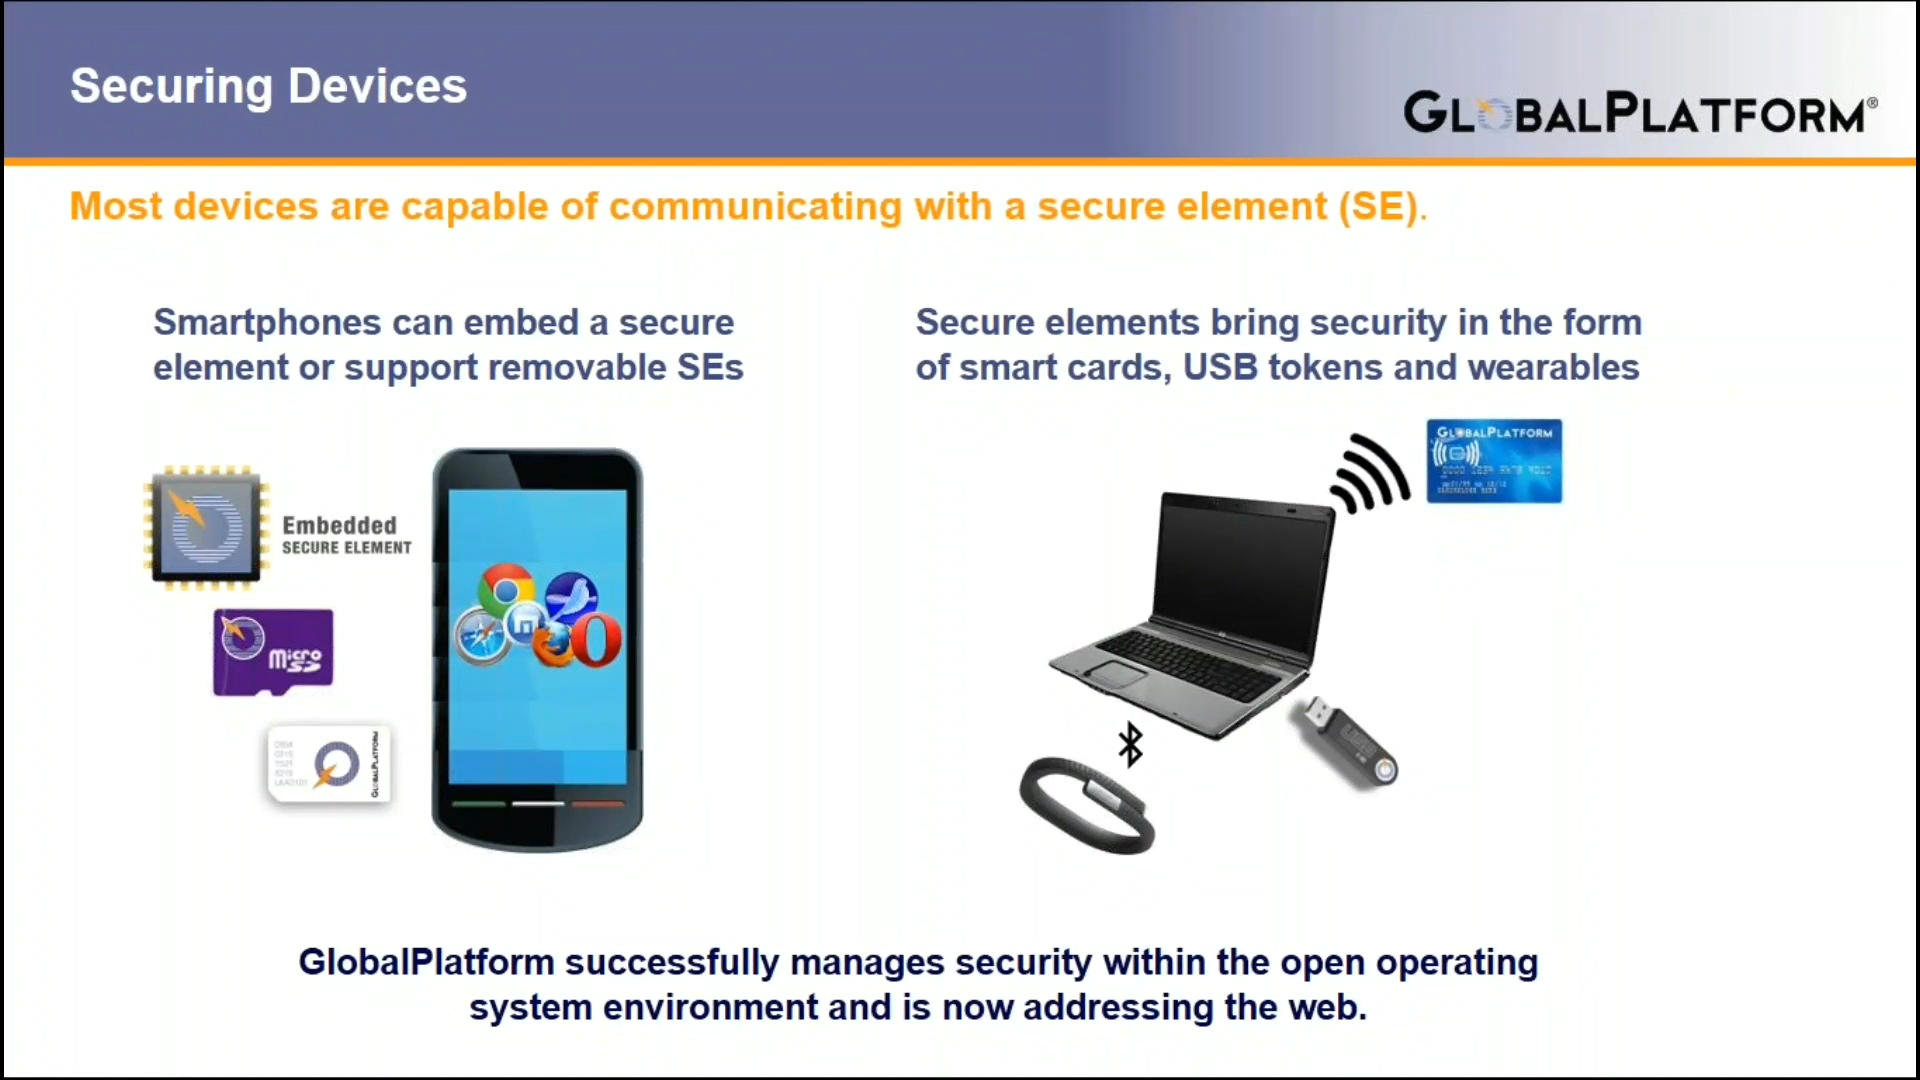 Securing Devices
GLOBALPLATFORM®
Most devices are capable of communicating with a secure element (SE).
Smartphones can embed a secure
element or support removable SEs
Secure elements bring security in the form
of smart cards, USB tokens and wearables
GLOBALPLATFORM
Embedded
SECURE ELEMENT
Micro
SD
GLOBALPLATFORM
GlobalPlatform successfully manages security within the open operating
system environment and is now addressing the web.